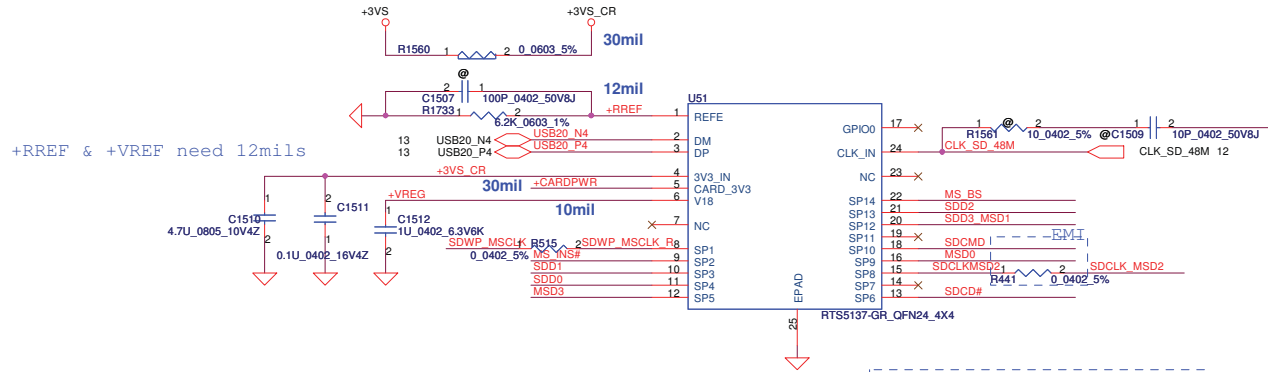 +3VS
+3VS_CR
R1560 1 2 0_0603_5% 30mil
@
2 1 12mil
C1507 100P_0402_50V8J
R1733 1 2 +RREF
6.2K_0603_1%
+RREF & +VREF need 12mils
13 USB20_N4 USB20_N4
13 USB20_P4 USB20_P4
+3VS_CR
30mil +CARDPWR
+VREG
10mil
C1510 1 2
4.7U_0805_10V4Z
C1511 2 1
0.1U_0402_16V4Z
C1512 1 2
1U_0402_6.3V6K
SDWP_MSCLK 1 R515 2 SDWP_MSCLK_R
0_0402_5%
MS_INS#
SDD1
SDD0
MSD3
U51
1 REFE
2 DM
3 DP
4 3V3_IN
5 CARD_3V3
6 V18
7 NC
8 SP1
9 SP2
10 SP3
11 SP4
12 SP5
EPAD
25
GPIO0 17
CLK_IN 24
NC 23
SP14 22 MS_BS
SP13 21 SDD2
SP12 20 SDD3_MSD1
SP11 19
SP10 18 SDCMD
SP9 16 MSD0
SP8 15 SDCLKMSD2
SP7 14
SP6 13 SDCD#
RTS5137-GR_QFN24_4X4
1 @ 2
R1561 10_0402_5%
@C1509 1 2
10P_0402_50V8J
CLK_SD_48M CLK_SD_48M 12
EMI
1 2 SDCLK_MSD2
R441 0_0402_5%